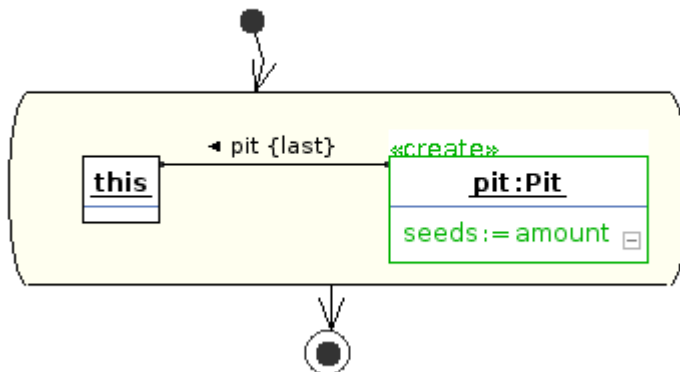 ◄ pit {last}
«create»
this
pit:Pit
seeds:=amount